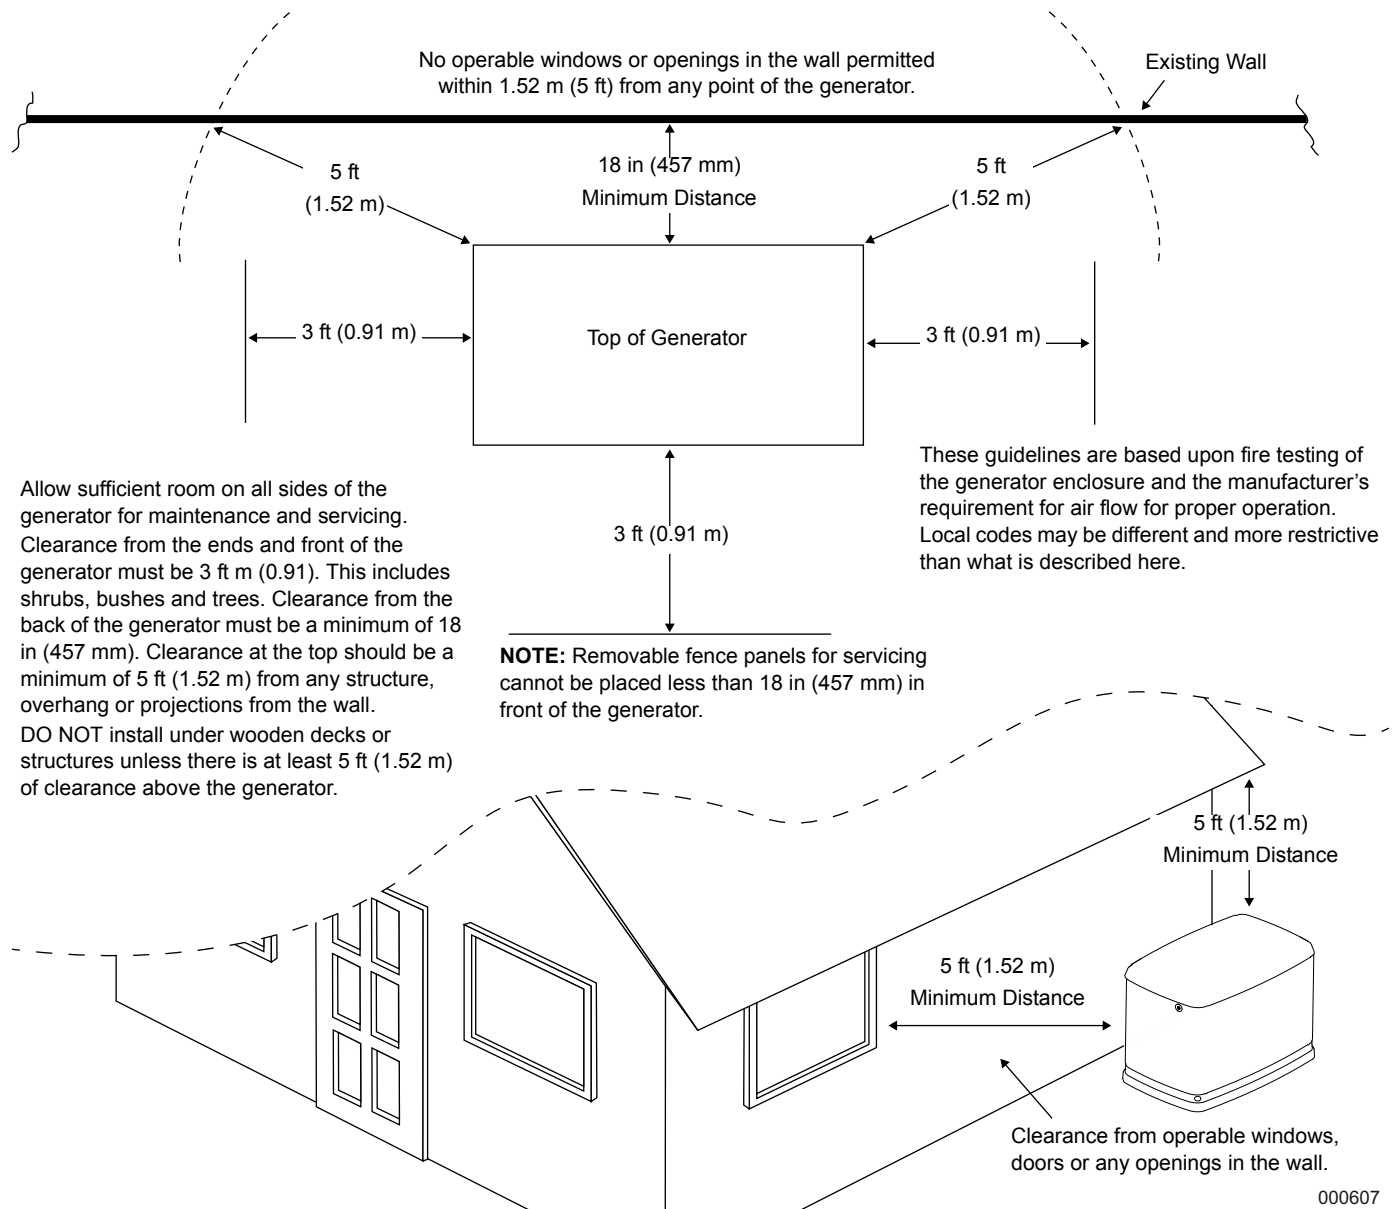 No operable windows or openings in the wall permitted
within 1.52 m (5 ft) from any point of the generator.
Existing Wall
5 ft
(1.52 m)
18 in (457 mm)
Minimum Distance
5 ft
(1.52 m)
3 ft (0.91 m)
Top of Generator
3 ft (0.91 m)
Allow sufficient room on all sides of the
generator for maintenance and servicing.
Clearance from the ends and front of the
generator must be 3 ft m (0.91). This includes
shrubs, bushes and trees. Clearance from the
back of the generator must be a minimum of 18
in (457 mm). Clearance at the top should be a
minimum of 5 ft (1.52 m) from any structure,
overhang or projections from the wall.
DO NOT install under wooden decks or
structures unless there is at least 5 ft (1.52 m)
of clearance above the generator.
3 ft (0.91 m)
These guidelines are based upon fire testing of
the generator enclosure and the manufacturer's
requirement for air flow for proper operation.
Local codes may be different and more restrictive
than what is described here.
NOTE: Removable fence panels for servicing
cannot be placed less than 18 in (457 mm) in
front of the generator.
5 ft (1.52 m)
Minimum Distance
5 ft (1.52 m)
Minimum Distance
Clearance from operable windows,
doors or any openings in the wall.
000607